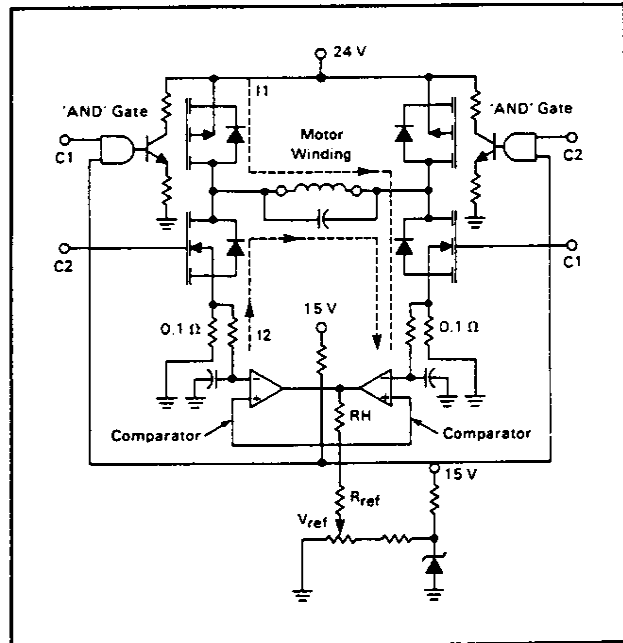 24 V
I1
'AND' Gate
'AND' Gate
C1
C2
Motor
Winding
C2
C1
15 V
0.1 Ω
I2
0.1 Ω
RH
Comparator
Comparator
15 V
Rref
Vref